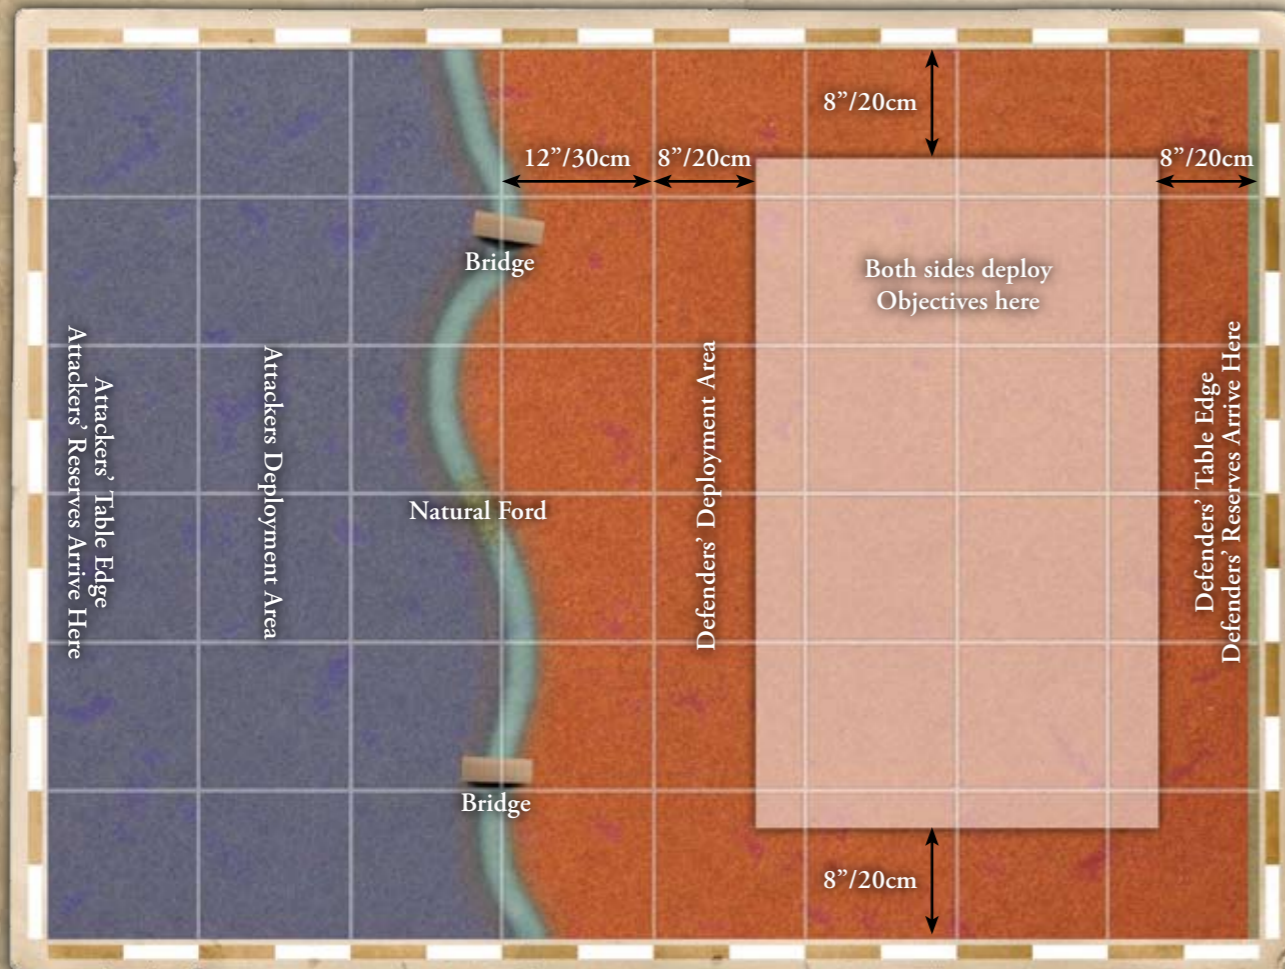 8”/20cm
12”/30cm
8”/20cm
8”/20cm
Bridge
Both sides deploy
Objectives here
Attackers’ Table Edge
Attackers’ Reserves Arrive Here
Attackers Deployment Area
Natural Ford
Defenders’ Deployment Area
Defenders’ Table Edge
Defenders’ Reserves Arrive Here
Bridge
8”/20cm